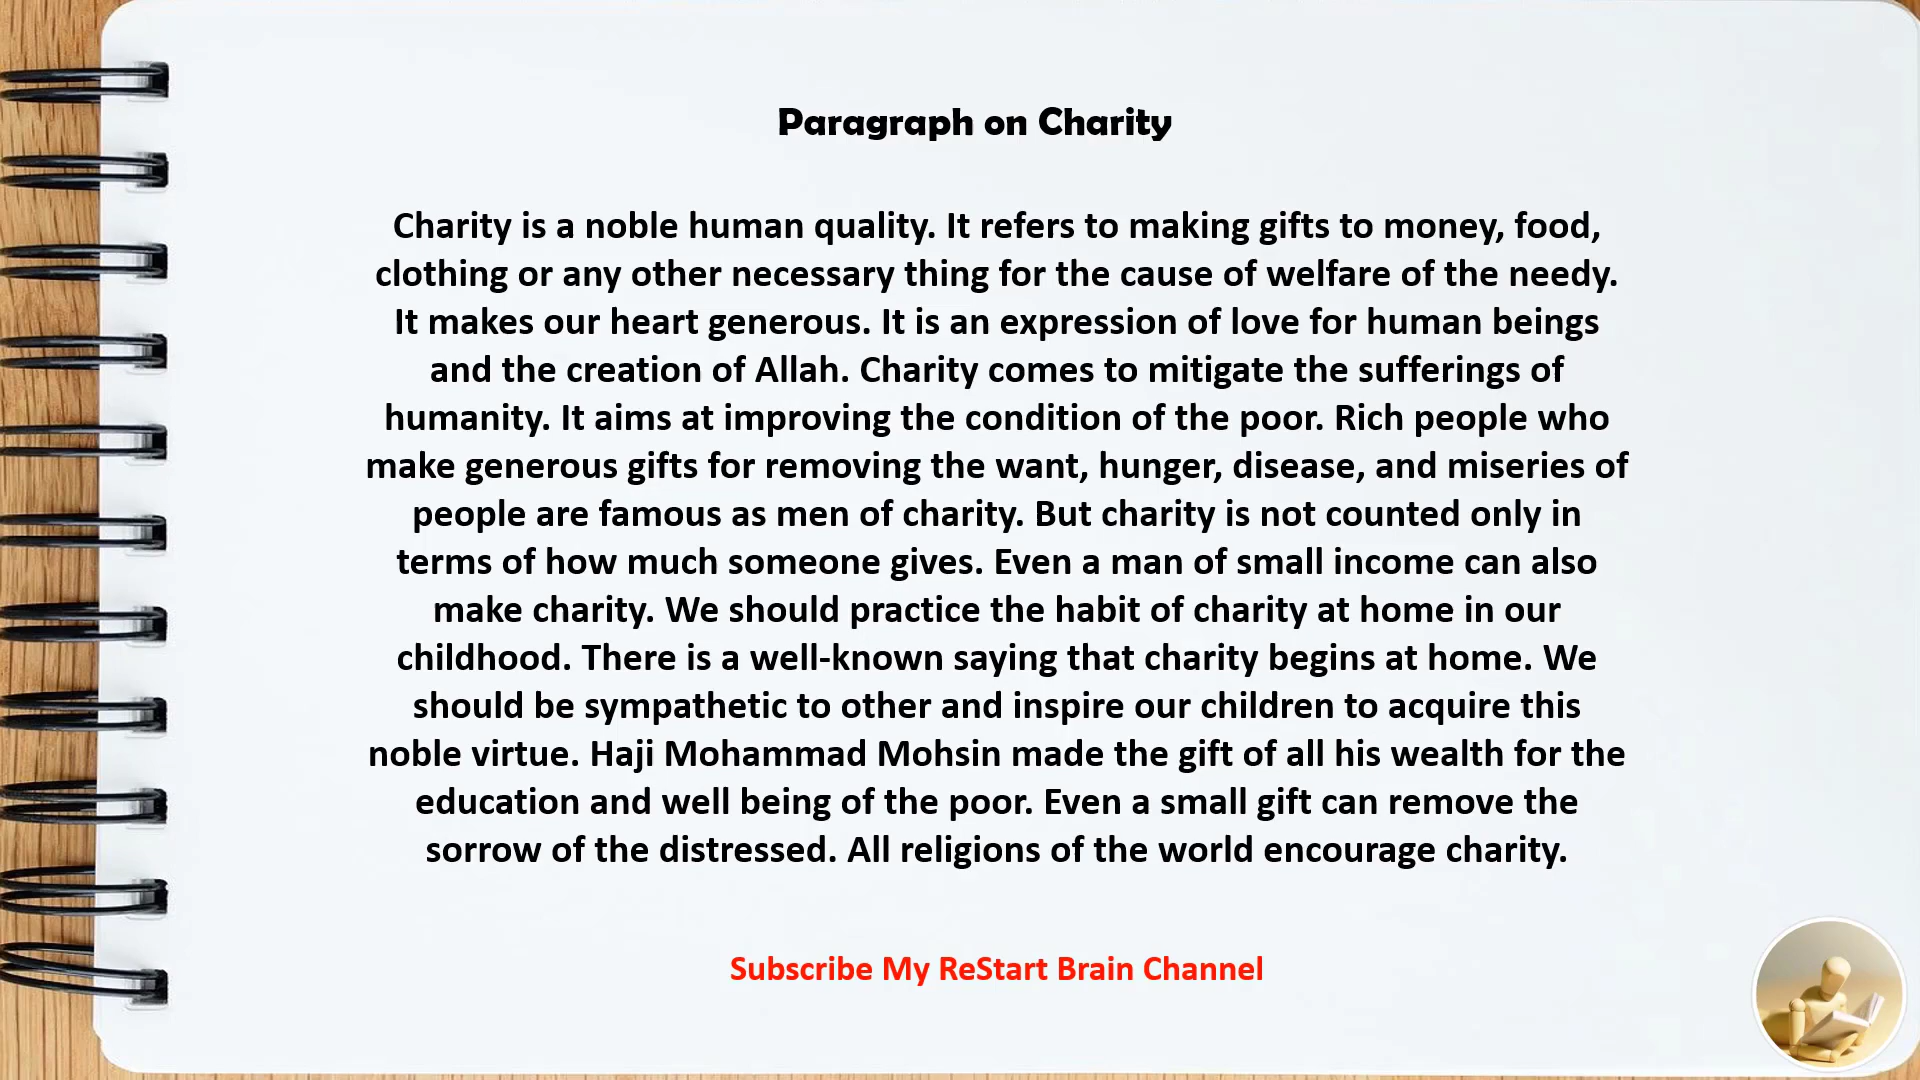 Paragraph on Charity
Charity is a noble human quality. It refers to making gifts to money, food,
clothing or any other necessary thing for the cause of welfare of the needy.
It makes our heart generous. It is an expression of love for human beings
and the creation of Allah. Charity comes to mitigate the sufferings of
humanity. It aims at improving the condition of the poor. Rich people who
make generous gifts for removing the want, hunger, disease, and miseries of
people are famous as men of charity. But charity is not counted only in
terms of how much someone gives. Even a man of small income can also
make charity. We should practice the habit of charity at home in our
childhood. There is a well-known saying that charity begins at home. We
should be sympathetic to other and inspire our children to acquire this
noble virtue. Haji Mohammad Mohsin made the gift of all his wealth for the
education and well being of the poor. Even a small gift can remove the
sorrow of the distressed. All religions of the world encourage charity.
Subscribe My ReStart Brain Channel